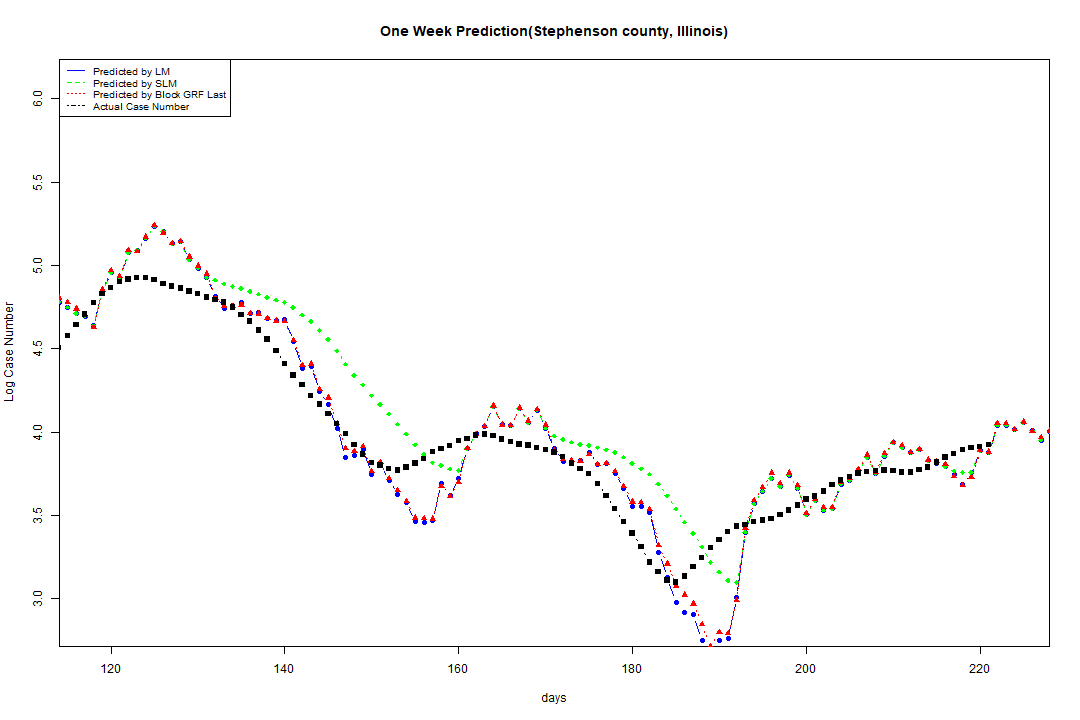 One Week Prediction(Stephenson county, Illinois)
Predicted by LM
Predicted by SLM
Predicted by Block GRF Last
Actual Case Number
6.0
5.5
5.0
4.5
4.0
3.5
3.0
Log Case Number
120 140 160 180 200 220
days